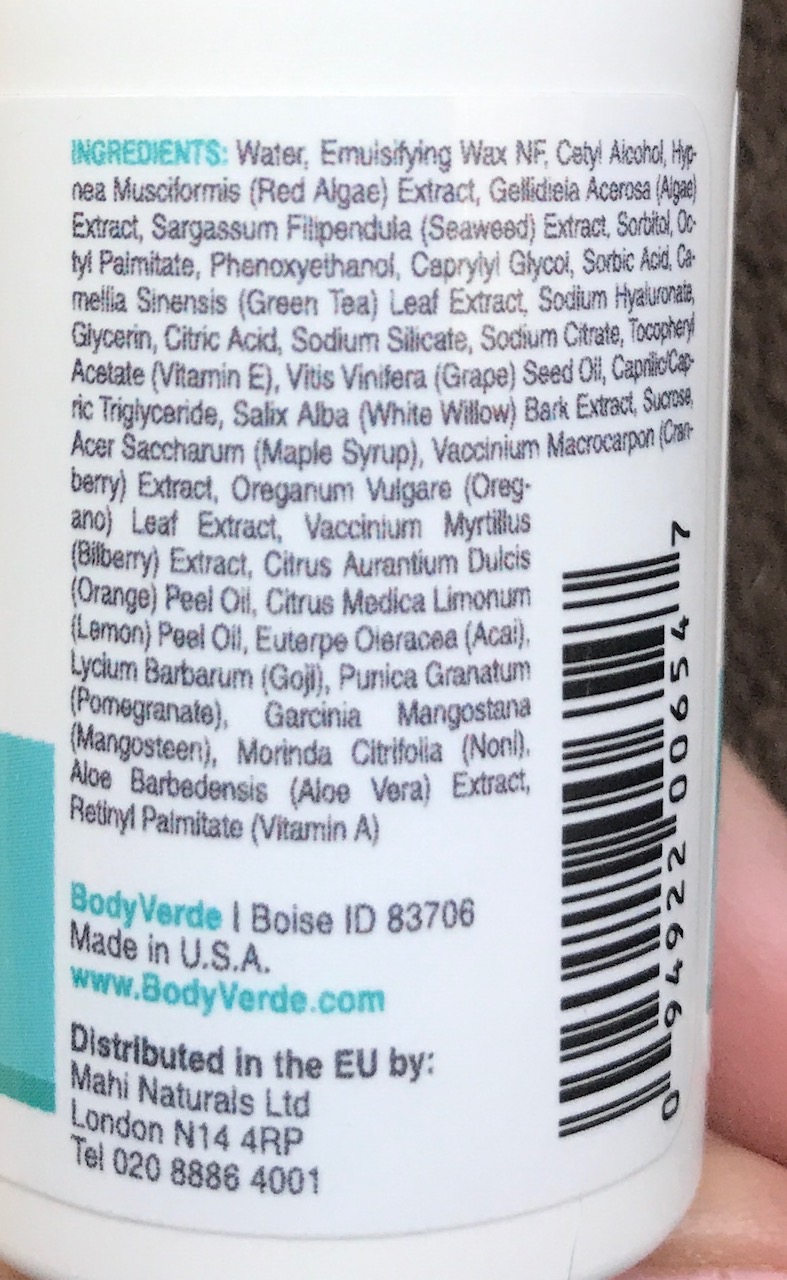 INGREDIENTS: Water, Emulsifying Wax NF, Cetyl Alcohol, Hyp-
nea Musciformis (Red Algae) Extract, Gellidiela Acerosa (Algae)
Extract, Sargassum Filipendula (Seaweed) Extract, Sorbitol, Oc-
tyl Palmitate, Phenoxyethanol, Caprylyl Glycol, Sorbic Acid, Ca-
mellia Sinensis (Green Tea) Leaf Extract, Sodium Hyaluronate,
Glycerin, Citric Acid, Sodium Silicate, Sodium Citrate, Tocopheryl
Acetate (Vitamin E), Vitis Vinifera (Grape) Seed Oil, Caprilic/Cap-
ric Triglyceride, Salix Alba (White Willow) Bark Extract, Sucrose,
Acer Saccharum (Maple Syrup), Vaccinium Macrocarpon (Cran-
berry) Extract, Oreganum Vulgare (Oreg-
ano) Leaf Extract, Vaccinium Myrtillus
(Bilberry) Extract, Citrus Aurantium Dulcis
(Orange) Peel Oil, Citrus Medica Limonum
(Lemon) Peel Oil, Euterpe Oleracea (Acai),
Lycium Barbarum (Goji), Punica Granatum
(Pomegranate), Garcinia Mangostana
(Mangosteen), Morinda Citrifolia (Noni),
Aloe Barbedensis (Aloe Vera) Extract,
Retinyl Palmitate (Vitamin A)
BodyVerde | Boise ID 83706
Made in U.S.A.
www.BodyVerde.com
Distributed in the EU by:
Mahi Naturals Ltd
London N14 4RP
Tel 020 8886 4001
0 94922 00654 7